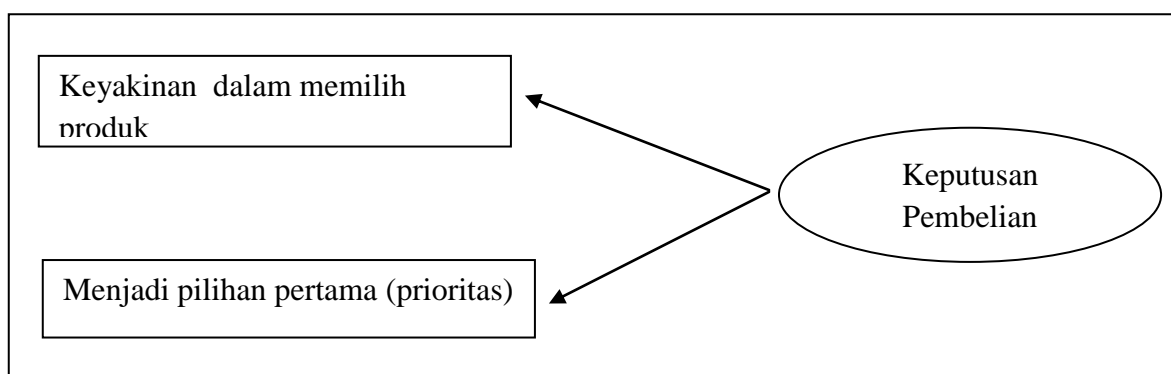 Keyakinan dalam memilih
produk
Keputusan
Pembelian
Menjadi pilihan pertama (prioritas)